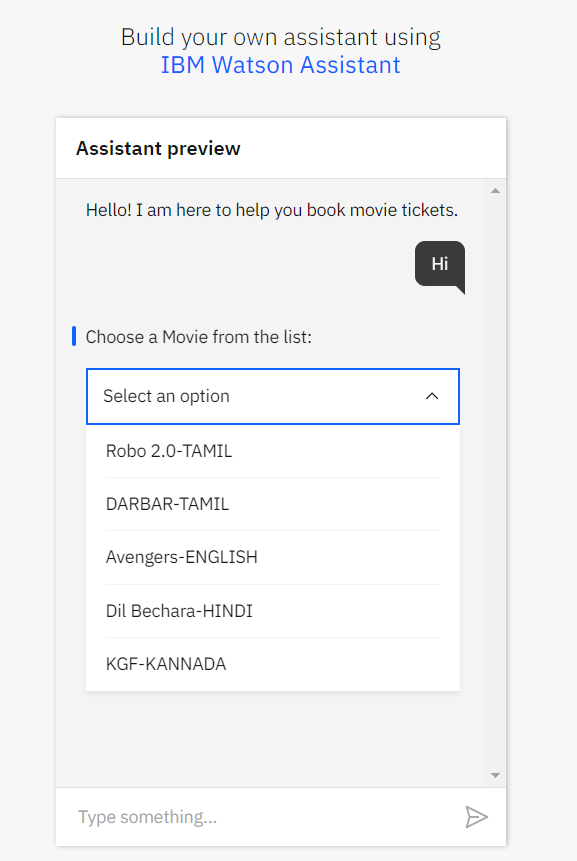 Build your own assistant using
IBM Watson Assistant
Assistant preview
Hello! I am here to help you book movie tickets.
Hi
Choose a Movie from the list:
Select an option
Robo 2.0-TAMIL
DARBAR-TAMIL
Avengers-ENGLISH
Dil Bechara-HINDI
KGF-KANNADA
Type something...